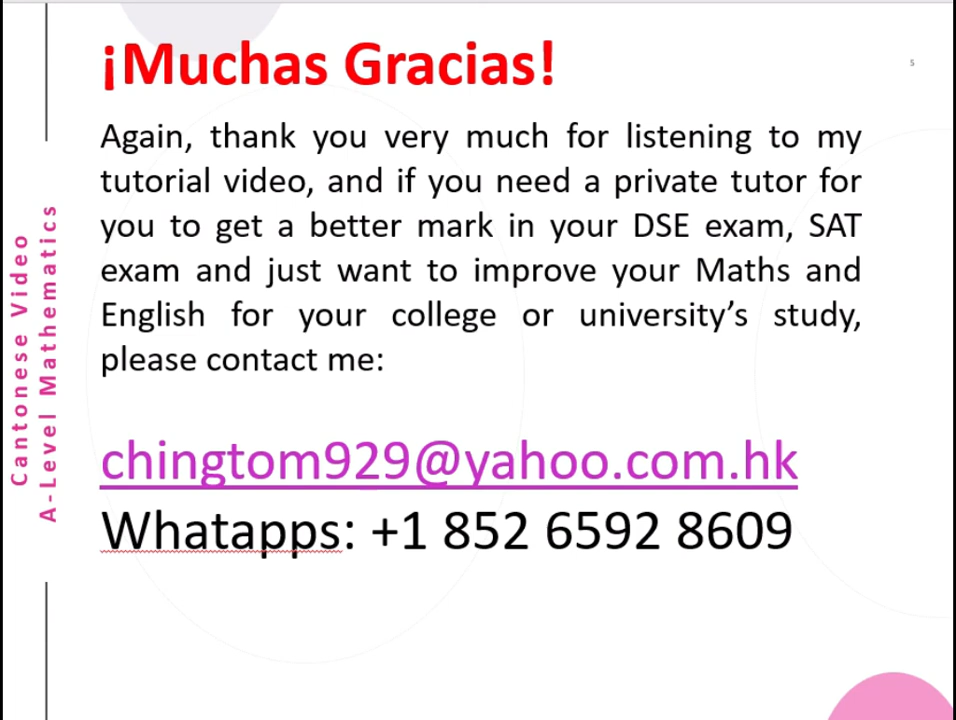 ¡Muchas Gracias!
5
Again, thank you very much for listening to my
tutorial video, and if you need a private tutor for
you to get a better mark in your DSE exam, SAT
exam and just want to improve your Maths and
English for your college or university’s study,
please contact me:
chingtom929@yahoo.com.hk
Whatapps: +1 852 6592 8609
Cantonese Video
A-Level Mathematics